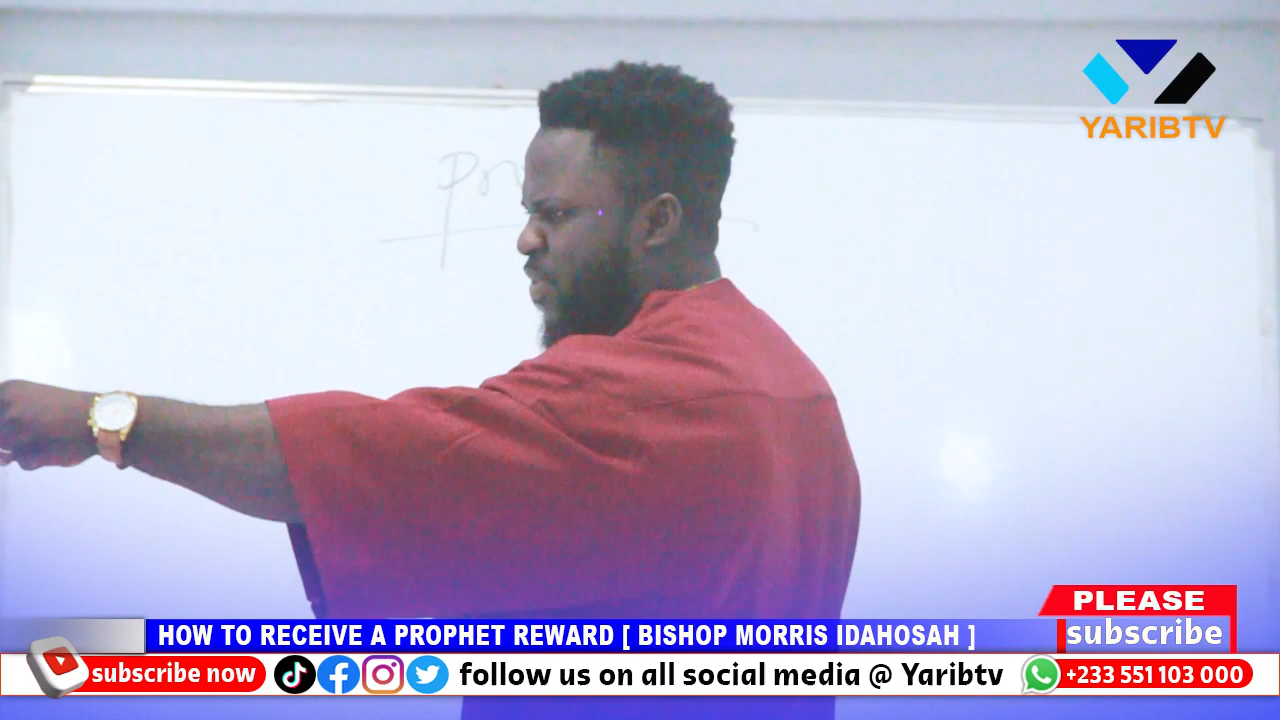 YARIBTV
HOW TO RECEIVE A PROPHET REWARD [ BISHOP MORRIS IDAHOSAH ]
PLEASE
subscribe
subscribe now
follow us on all social media @ Yaribtv
+233 551 103 000